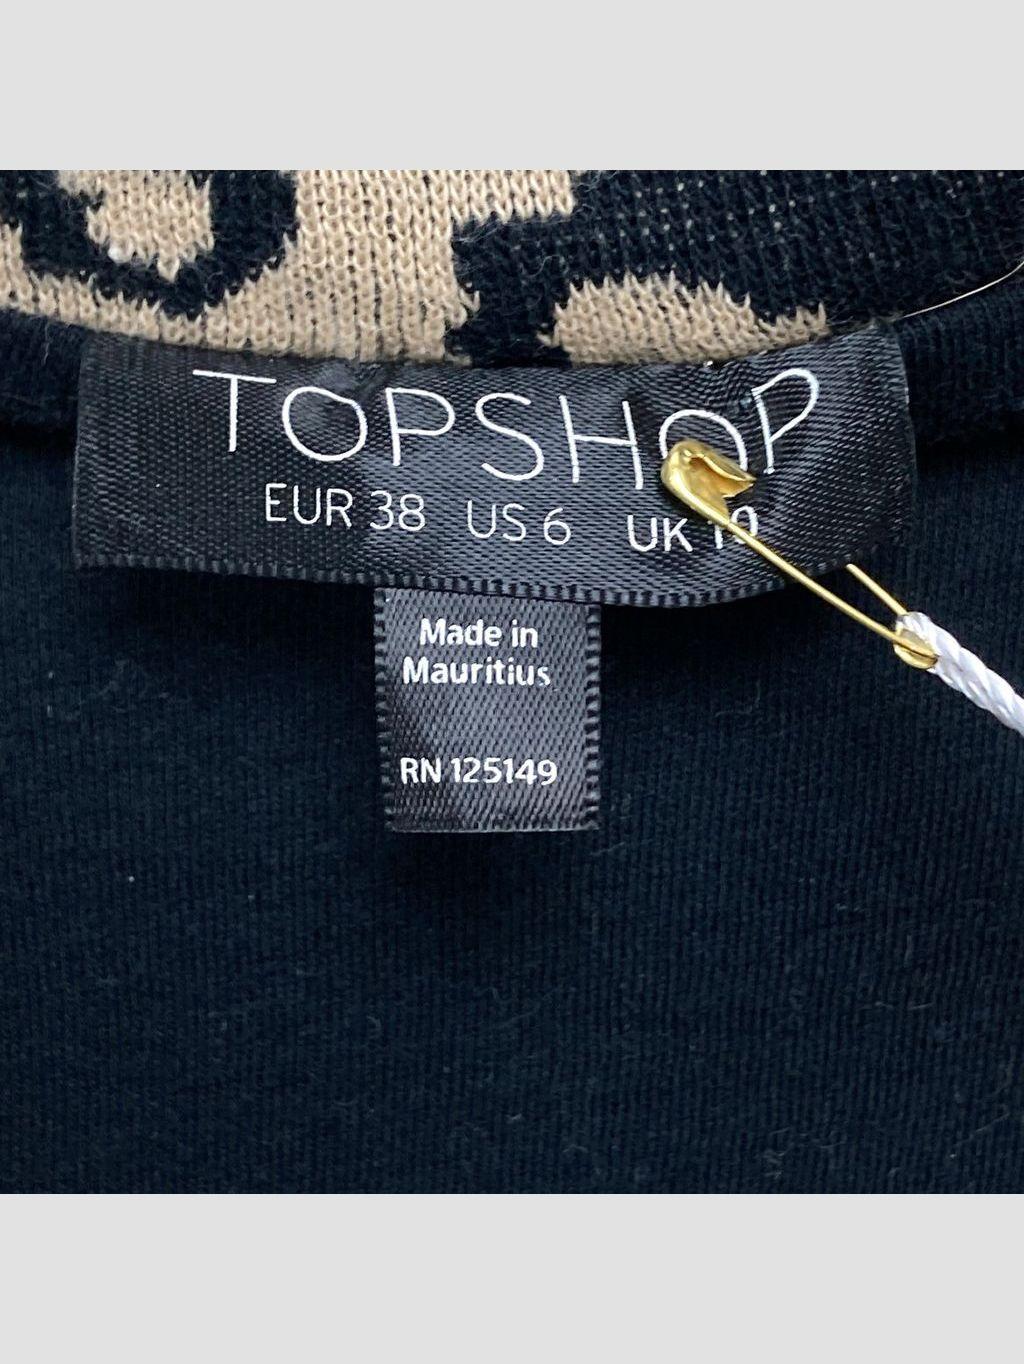 TOPSHOP
EUR 38 US 6 UK 10
Made in
Mauritius
RN 125149